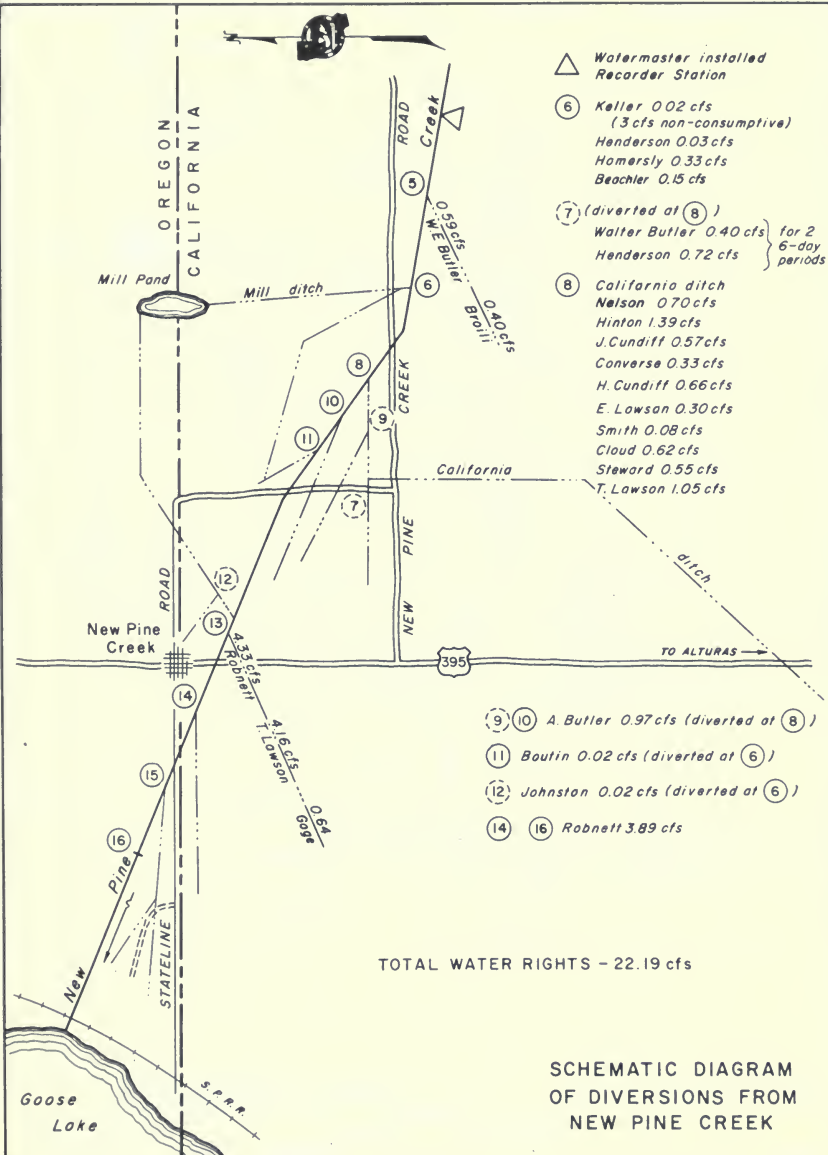 N
OREGON
CALIFORNIA
ROAD
Creek
△ Watermaster installed
Recorder Station
⑥ Keller 0.02 cfs
(3 cfs non-consumptive)
Henderson 0.03 cfs
Hamersly 0.33 cfs
Beachler 0.15 cfs
⑦ (diverted at ⑧ )
Walter Butler 0.40 cfs } for 2
Henderson 0.72 cfs } 6-day
periods
⑧ California ditch
Nelson 0.70 cfs
Hinton 1.39 cfs
J. Cundiff 0.57 cfs
Converse 0.33 cfs
H. Cundiff 0.66 cfs
E. Lawson 0.30 cfs
Smith 0.08 cfs
Cloud 0.62 cfs
Steward 0.55 cfs
T. Lawson 1.05 cfs
⑤
0.59 cfs
W.E Butler
0.40 cfs
Broili
Mill Pond
Mill ditch
⑥
⑧
⑩
⑨
⑪
CREEK
California
⑦
ditch
PINE
NEW
ROAD
⑫
⑬
New Pine
Creek
4.33 cfs
Robnett
395
TO ALTURAS
4.16 cfs
T. Lawson
0.64
Gage
⑭
⑮
⑯
⑨ ⑩ A. Butler 0.97 cfs (diverted at ⑧ )
⑪ Boutin 0.02 cfs (diverted at ⑥ )
⑫ Johnston 0.02 cfs (diverted at ⑥ )
⑭ ⑯ Robnett 3.89 cfs
Pine
New
STATELINE
TOTAL WATER RIGHTS - 22.19 cfs
S.P.R.R.
Goose
Lake
SCHEMATIC DIAGRAM
OF DIVERSIONS FROM
NEW PINE CREEK